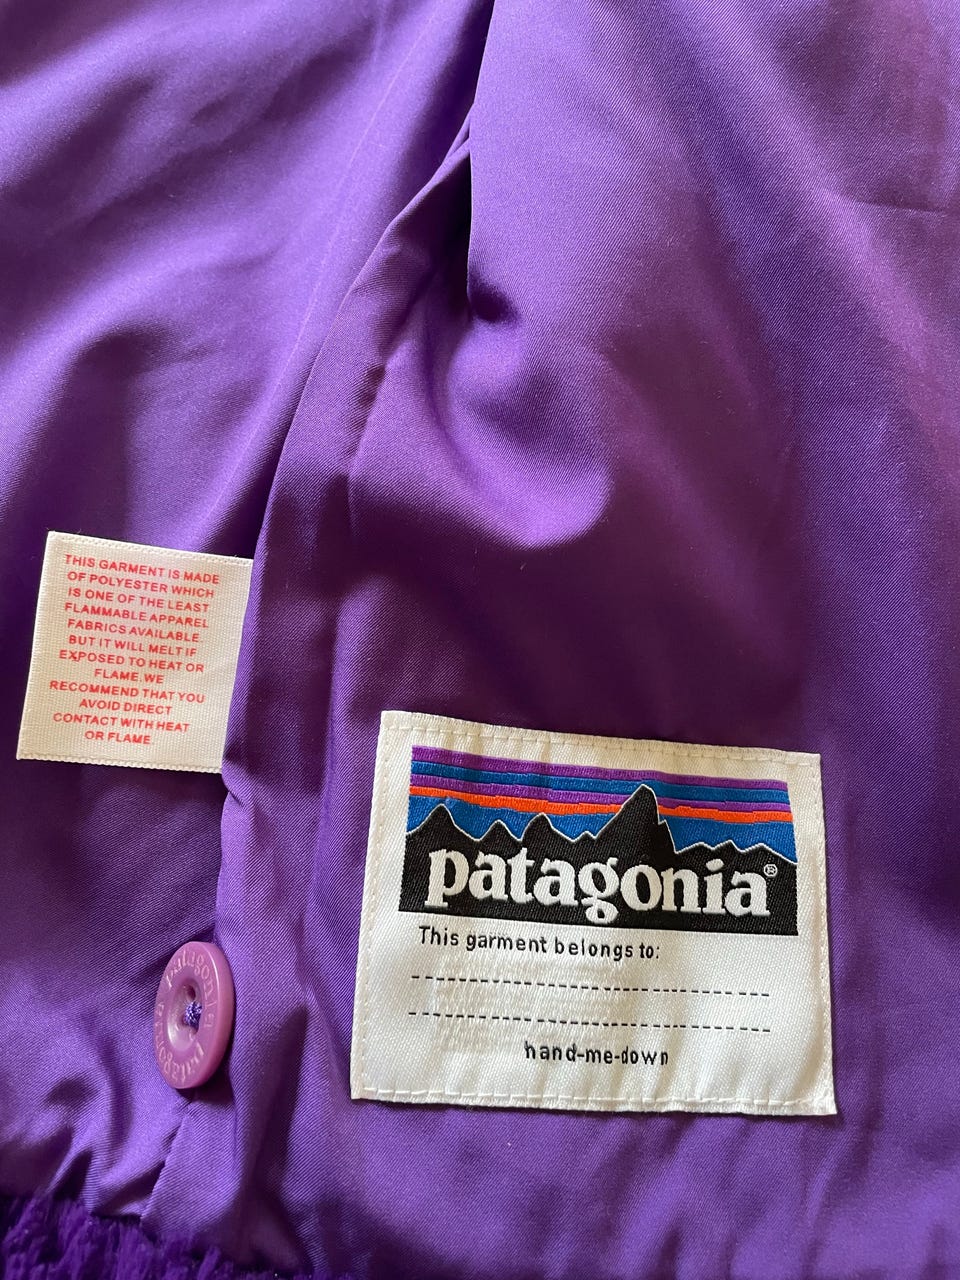 THIS GARMENT IS MADE
OF POLYESTER WHICH
IS ONE OF THE LEAST
FLAMMABLE APPAREL
FABRICS AVAILABLE.
BUT IT WILL MELT IF
EXPOSED TO HEAT OR
FLAME.WE
RECOMMEND THAT YOU
AVOID DIRECT
CONTACT WITH HEAT
OR FLAME.
patagonia®
This garment belongs to:
hand-me-down
patagonia
patagonia